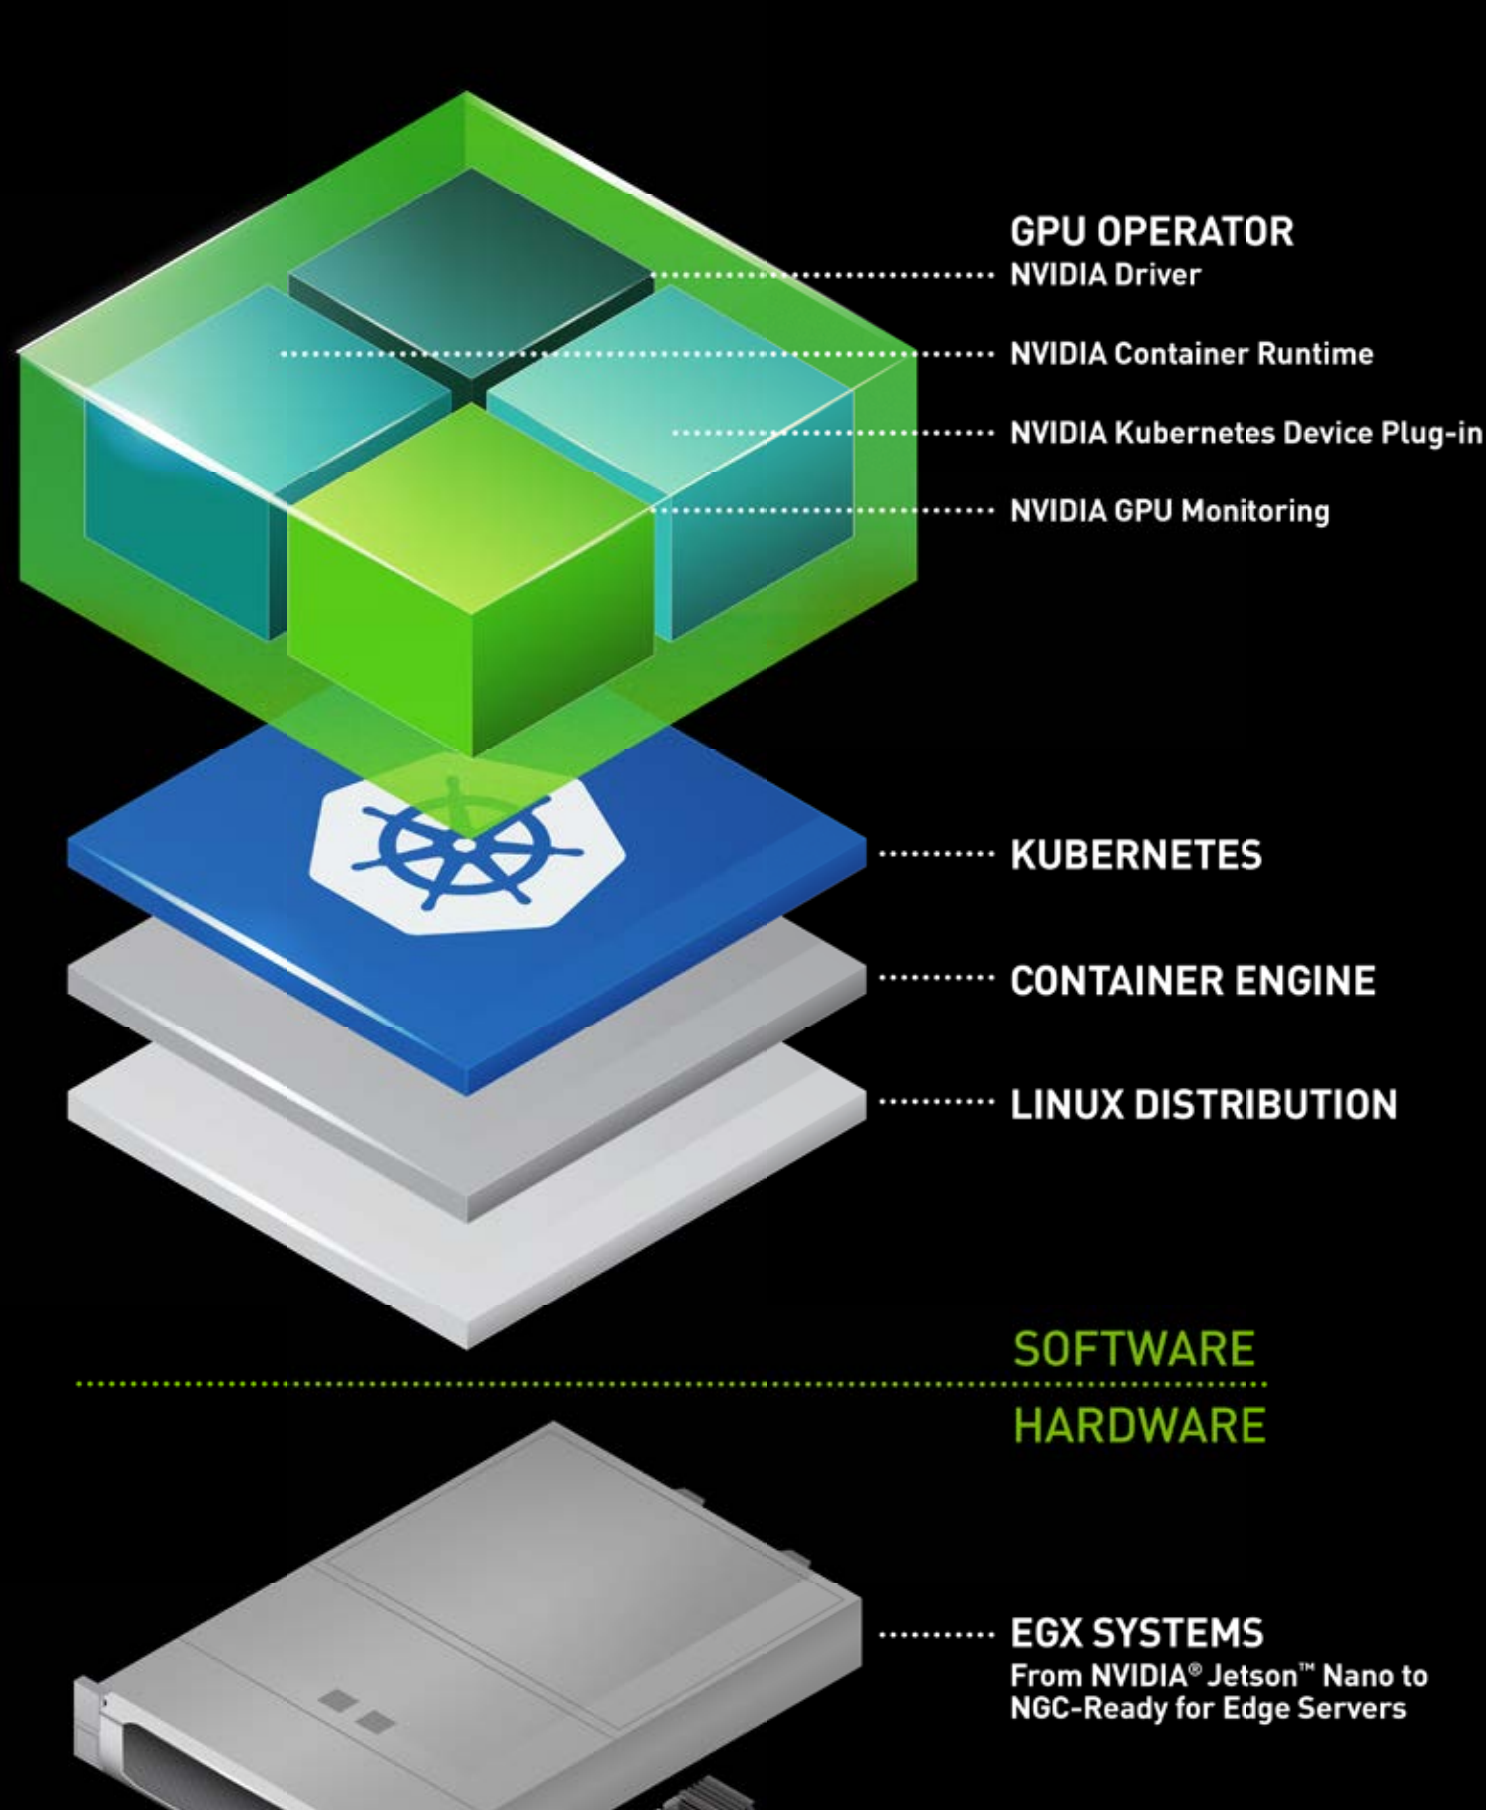 GPU OPERATOR
NVIDIA Driver
NVIDIA Container Runtime
NVIDIA Kubernetes Device Plug-in
NVIDIA GPU Monitoring
KUBERNETES
CONTAINER ENGINE
LINUX DISTRIBUTION
SOFTWARE
HARDWARE
EGX SYSTEMS
From NVIDIA® Jetson™ Nano to
NGC-Ready for Edge Servers